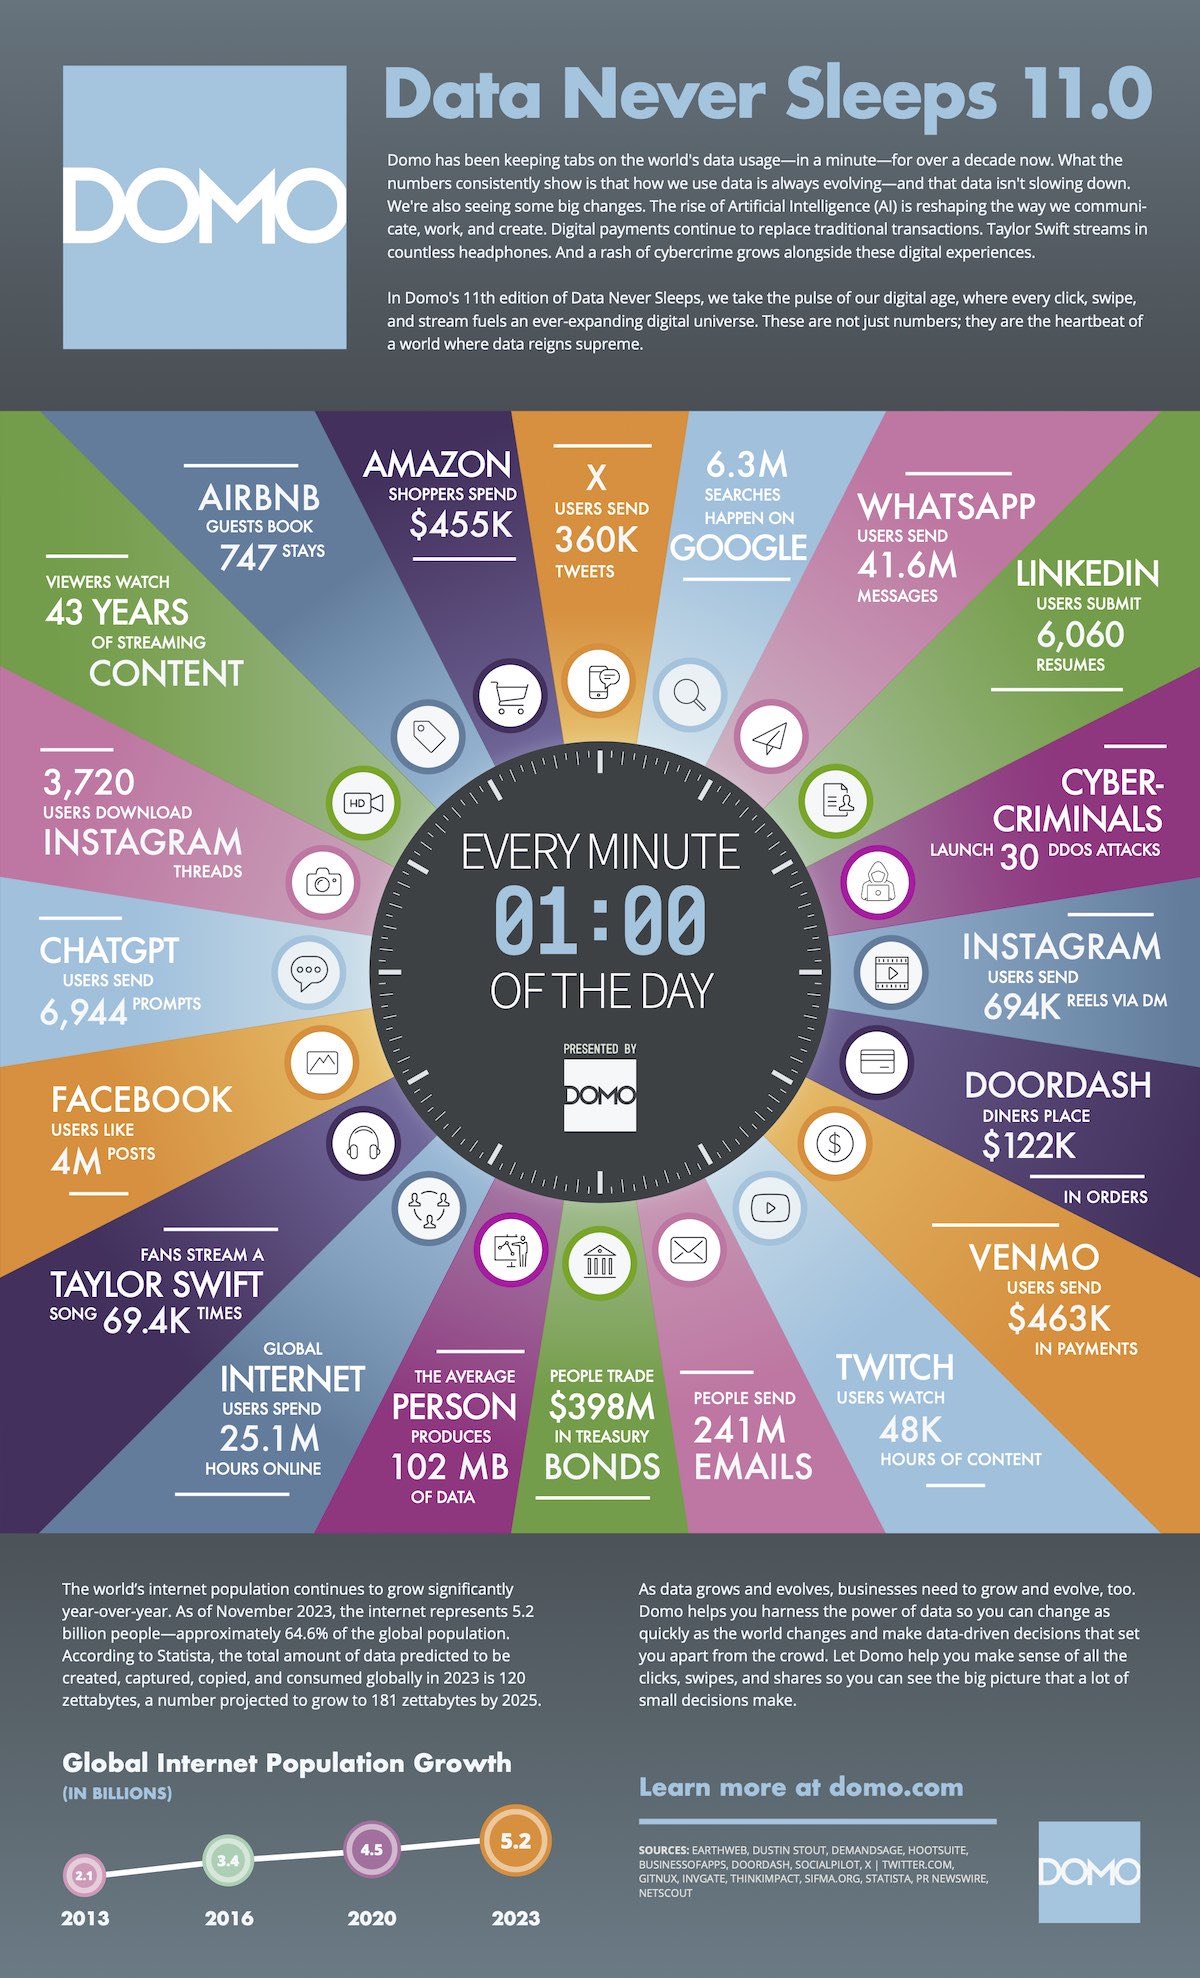 DOMO
Data Never Sleeps 11.0
Domo has been keeping tabs on the world's data usage—in a minute—for over a decade now. What the
numbers consistently show is that how we use data is always evolving—and that data isn't slowing down.
We're also seeing some big changes. The rise of Artificial Intelligence (AI) is reshaping the way we communi-
cate, work, and create. Digital payments continue to replace traditional transactions. Taylor Swift streams in
countless headphones. And a rash of cybercrime grows alongside these digital experiences.
In Domo's 11th edition of Data Never Sleeps, we take the pulse of our digital age, where every click, swipe,
and stream fuels an ever-expanding digital universe. These are not just numbers; they are the heartbeat of
a world where data reigns supreme.
VIEWERS WATCH
43 YEARS
OF STREAMING
CONTENT
AIRBNB
GUESTS BOOK
747 STAYS
AMAZON
SHOPPERS SPEND
$455K
X
USERS SEND
360K
TWEETS
6.3M
SEARCHES
HAPPEN ON
GOOGLE
WHATSAPP
USERS SEND
41.6M
MESSAGES
LINKEDIN
USERS SUBMIT
6,060
RESUMES
CYBER-
CRIMINALS
LAUNCH 30 DDOS ATTACKS
INSTAGRAM
USERS SEND
694K REELS VIA DM
DOORDASH
DINERS PLACE
$122K
IN ORDERS
VENMO
USERS SEND
$463K
IN PAYMENTS
TWITCH
USERS WATCH
48K
HOURS OF CONTENT
PEOPLE SEND
241M
EMAILS
PEOPLE TRADE
$398M
IN TREASURY
BONDS
THE AVERAGE
PERSON
PRODUCES
102 MB
OF DATA
GLOBAL
INTERNET
USERS SPEND
25.1M
HOURS ONLINE
FANS STREAM A
TAYLOR SWIFT
SONG 69.4K TIMES
FACEBOOK
USERS LIKE
4M POSTS
CHATGPT
USERS SEND
6,944 PROMPTS
3,720
USERS DOWNLOAD
INSTAGRAM
THREADS
HD
EVERY MINUTE
01:00
OF THE DAY
PRESENTED BY
DOMO
The world's internet population continues to grow significantly
year-over-year. As of November 2023, the internet represents 5.2
billion people—approximately 64.6% of the global population.
According to Statista, the total amount of data predicted to be
created, captured, copied, and consumed globally in 2023 is 120
zettabytes, a number projected to grow to 181 zettabytes by 2025.
As data grows and evolves, businesses need to grow and evolve, too.
Domo helps you harness the power of data so you can change as
quickly as the world changes and make data-driven decisions that set
you apart from the crowd. Let Domo help you make sense of all the
clicks, swipes, and shares so you can see the big picture that a lot of
small decisions make.
Global Internet Population Growth
(IN BILLIONS)
2.1
3.4
4.5
5.2
2013
2016
2020
2023
Learn more at domo.com
SOURCES: EARTHWEB, DUSTIN STOUT, DEMANDSAGE, HOOTSUITE,
BUSINESSOFAPPS, DOORDASH, SOCIALPILOT, X | TWITTER.COM,
GITNUX, INVGATE, THINKIMPACT, SIFMA.ORG, STATISTA, PR NEWSWIRE,
NETSCOUT
DOMO